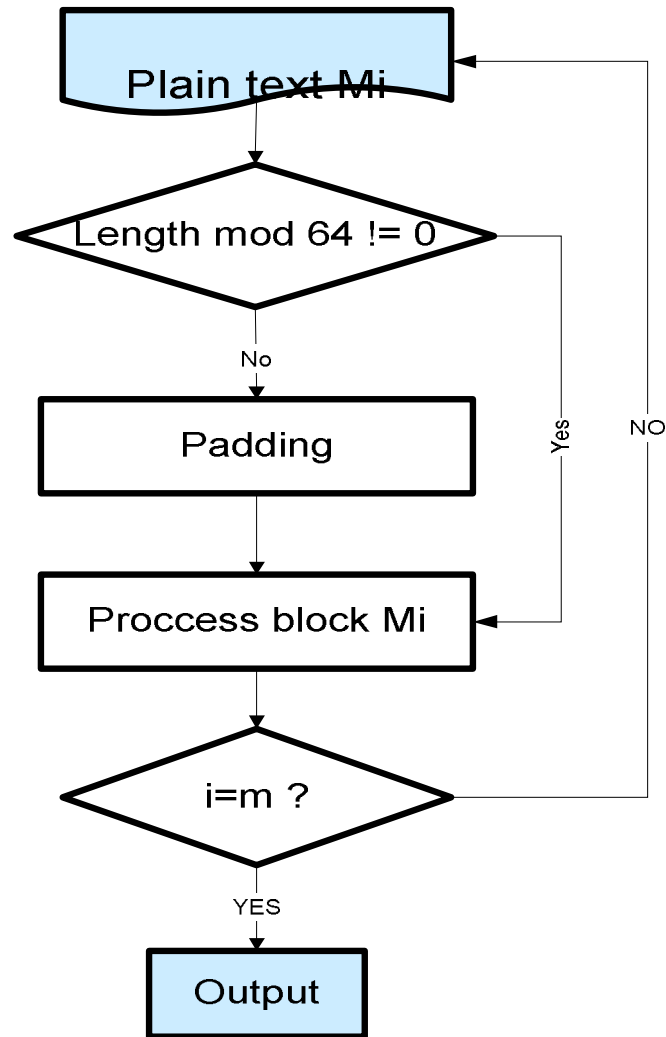 Plain text Mi
Length mod 64 != 0
No
Yes
NO
Padding
Proccess block Mi
i=m ?
YES
Output